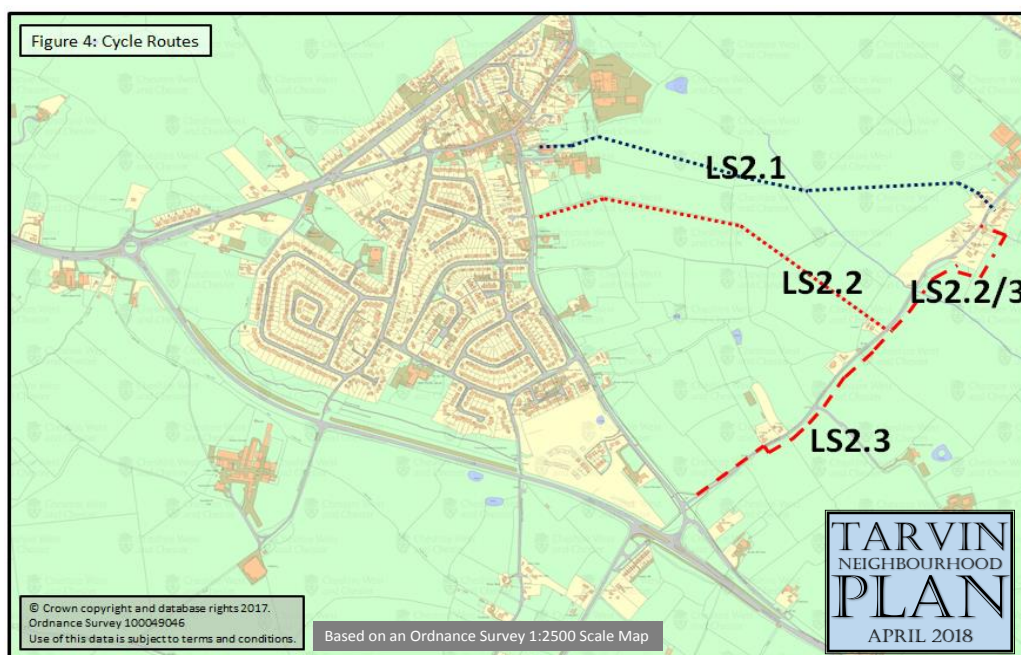 Figure 4: Cycle Routes
LS2.1
LS2.2
LS2.2/3
LS2.3
TARVIN
NEIGHBOURHOOD
PLAN
APRIL 2018
© Crown copyright and database rights 2017.
Ordnance Survey 100049046
Use of this data is subject to terms and conditions.
Based on an Ordnance Survey 1:2500 Scale Map